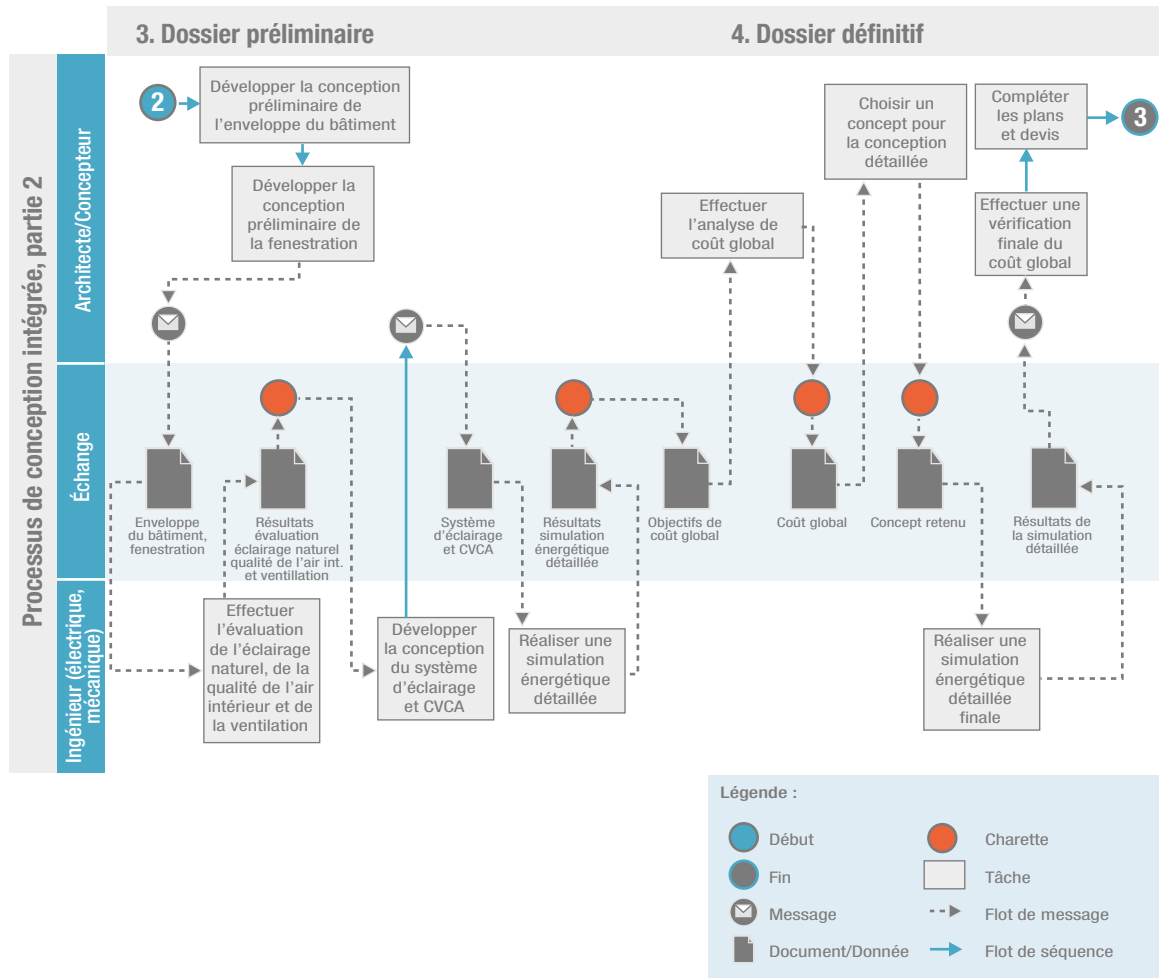 3. Dossier préliminaire
4. Dossier définitif
Processus de conception intégrée, partie 2
Architecte/Concepteur
2
Développer la conception
préliminaire de
l'enveloppe du bâtiment
Développer la
conception
préliminaire de
la fenestration
Effectuer
l'analyse de
coût global
Choisir un
concept pour
la conception
détaillée
Compléter
les plans
et devis
3
Effectuer une
vérification
finale du
coût global
Échange
Enveloppe
du bâtiment,
fenestration
Résultats
évaluation
éclairage naturel
qualité de l'air int.
et ventillation
Système
d'éclairage
et CVCA
Résultats
simulation
énergétique
détaillée
Objectifs de
coût global
Coût global
Concept retenu
Résultats de
la simulation
détaillée
Ingénieur (électrique,
mécanique)
Effectuer
l'évaluation
de l'éclairage
naturel, de la
qualité de l'air
intérieur et de
la ventilation
Développer
la conception
du système
d'éclairage
et CVCA
Réaliser une
simulation
énergétique
détaillée
Réaliser une
simulation
énergétique
détaillée
finale
Légende :
Début
Fin
Message
Document/Donnée
Charette
Tâche
Flot de message
Flot de séquence